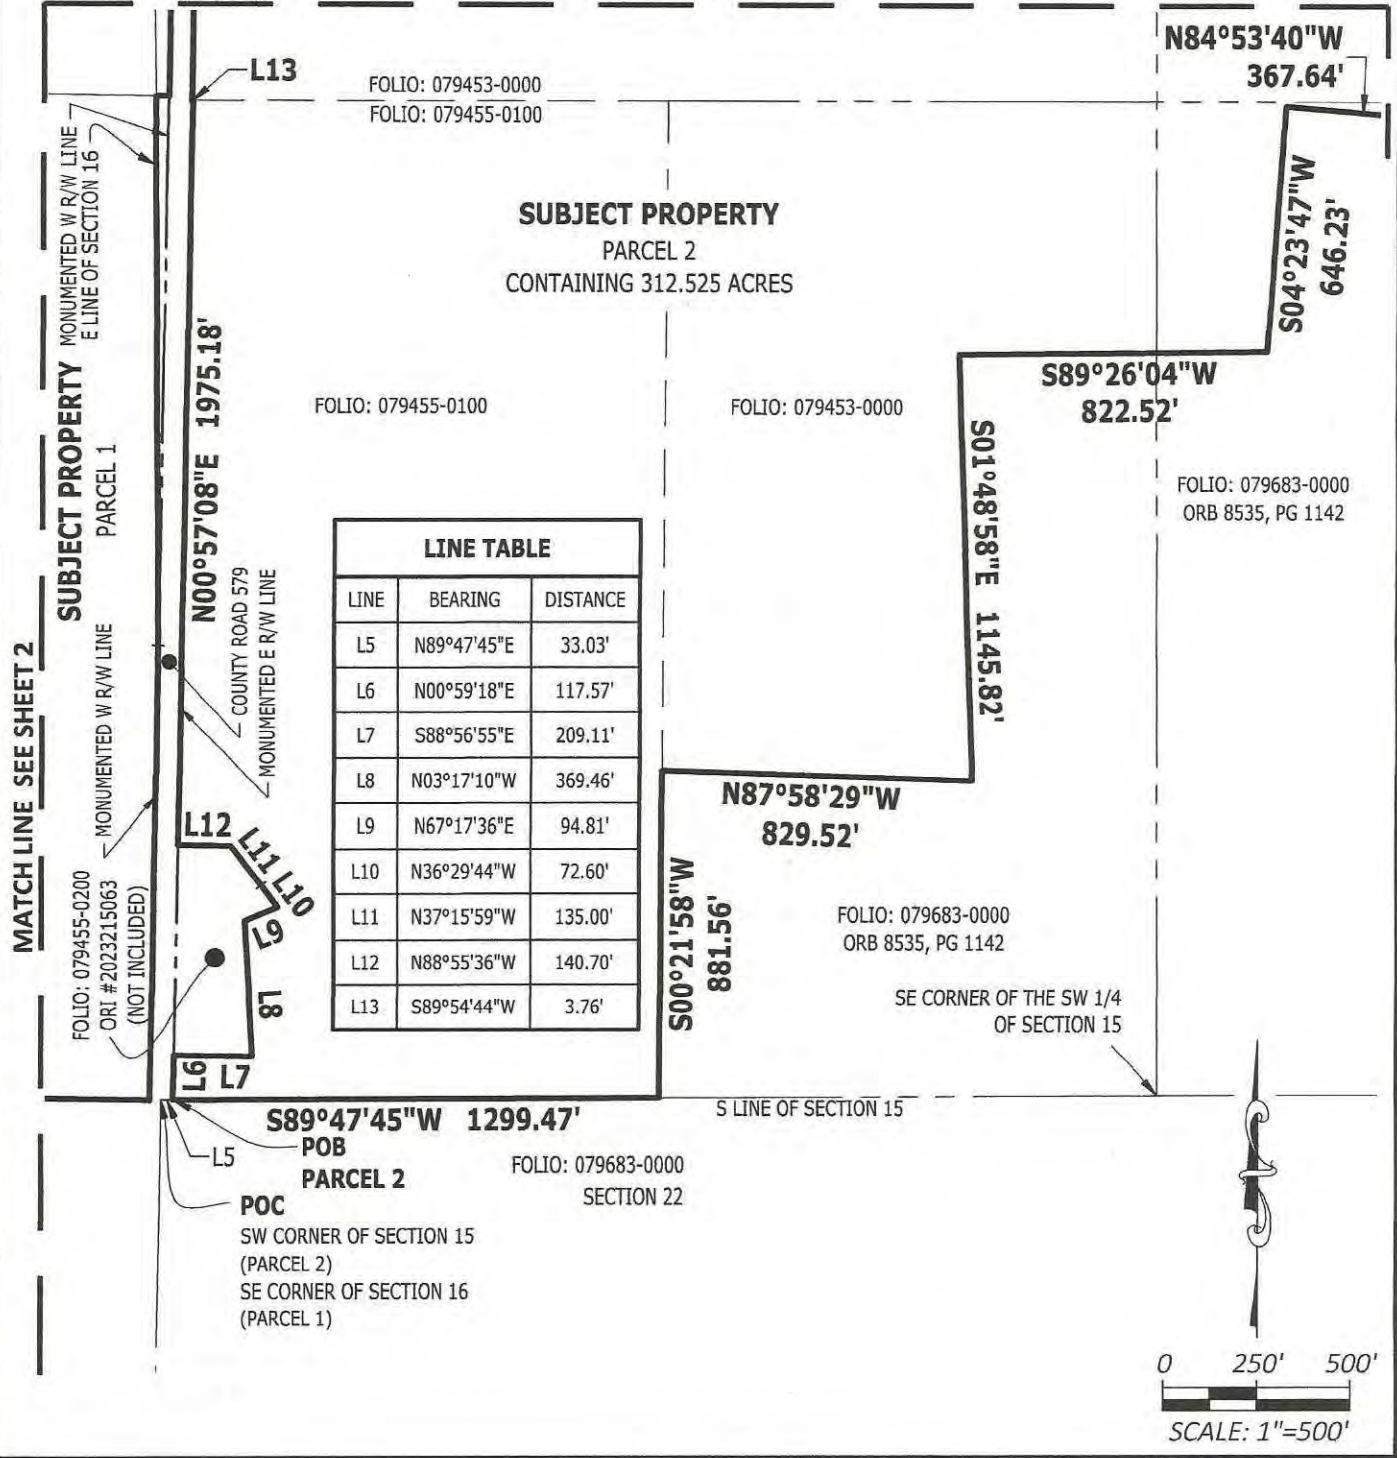 N84°53'40"W
367.64'
L13
FOLIO: 079453-0000
FOLIO: 079455-0100
MONUMENTED W R/W LINE
E LINE OF SECTION 16
SUBJECT PROPERTY
PARCEL 2
CONTAINING 312.525 ACRES
S04°23'47"W
646.23'
S89°26'04"W
822.52'
N00°57'08"E 1975.18'
SUBJECT PROPERTY
PARCEL 1
FOLIO: 079455-0100
FOLIO: 079453-0000
S01°48'58"E 1145.82'
FOLIO: 079683-0000
ORB 8535, PG 1142
LINE TABLE
LINE BEARING DISTANCE
L5 N89°47'45"E 33.03'
L6 N00°59'18"E 117.57'
L7 S88°56'55"E 209.11'
L8 N03°17'10"W 369.46'
L9 N67°17'36"E 94.81'
L10 N36°29'44"W 72.60'
L11 N37°15'59"W 135.00'
L12 N88°55'36"W 140.70'
L13 S89°54'44"W 3.76'
COUNTY ROAD 579
MONUMENTED E R/W LINE
MONUMENTED W R/W LINE
MATCH LINE SEE SHEET 2
FOLIO: 079455-0200
ORI #2023215063
(NOT INCLUDED)
L12
L11
L10
L9
L8
L6
L7
N87°58'29"W
829.52'
S00°21'58"W
881.56'
FOLIO: 079683-0000
ORB 8535, PG 1142
SE CORNER OF THE SW 1/4
OF SECTION 15
S89°47'45"W 1299.47'
S LINE OF SECTION 15
L5
POB
PARCEL 2
FOLIO: 079683-0000
SECTION 22
POC
SW CORNER OF SECTION 15
(PARCEL 2)
SE CORNER OF SECTION 16
(PARCEL 1)
0 250' 500'
SCALE: 1"=500'